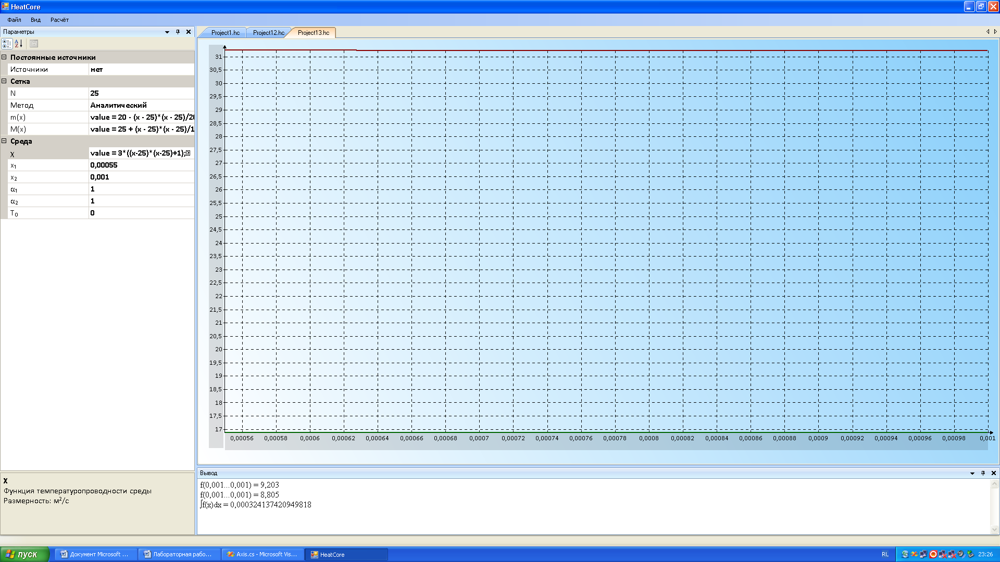 HeatCore
Файл Вид Расчёт
Параметры
Постоянные источники
Источники нет
Сетка
N 25
Метод Аналитический
m(x) value = 20 - (x - 25)*(x - 25)/20
M(x) value = 25 + (x - 25)*(x - 25)/1
Среда
χ value = 3*((x-25)*(x-25)+1);
x₁ 0,00055
x₂ 0,001
α₁ 1
α₂ 1
T₀ 0
χ
Функция температуропроводности среды
Размерность: м²/с
Project1.hc Project12.hc Project13.hc
31
30,5
30
29,5
29
28,5
28
27,5
27
26,5
26
25,5
25
24,5
24
23,5
23
22,5
22
21,5
21
20,5
20
19,5
19
18,5
18
17,5
17
0,00056 0,00058 0,0006 0,00062 0,00064 0,00066 0,00068 0,0007 0,00072 0,00074 0,00076 0,00078 0,0008 0,00082 0,00084 0,00086 0,00088 0,0009 0,00092 0,00094 0,00096 0,00098 0,001
Вывод
f(0,001...0,001) = 9,203
f(0,001...0,001) = 8,805
∫f(x)dx = 0,000324137420949818
пуск Документ Microsoft ... Лабораторная рабо... Axis.cs - Microsoft Vis... HeatCore RL 23:26